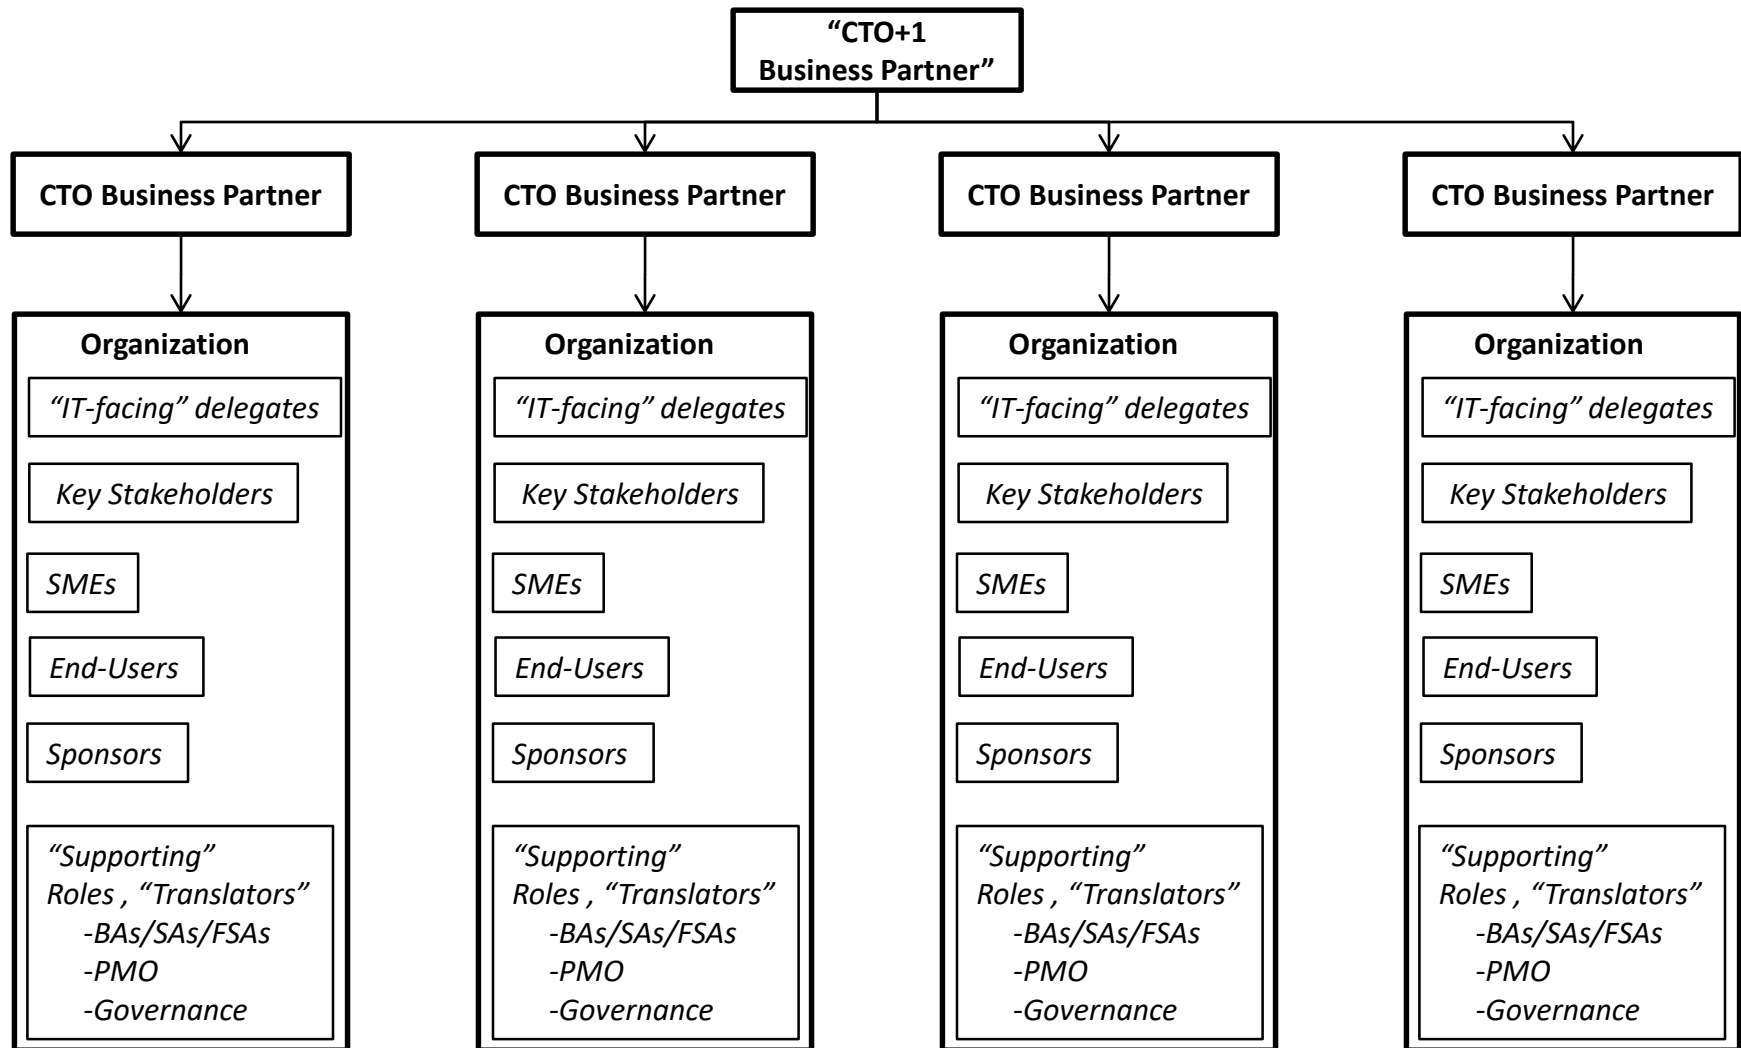 “CTO+1
Business Partner”
CTO Business Partner
CTO Business Partner
CTO Business Partner
CTO Business Partner
Organization
“IT-facing” delegates
Key Stakeholders
SMEs
End-Users
Sponsors
“Supporting”
Roles , “Translators”
-BAs/SAs/FSAs
-PMO
-Governance
Organization
“IT-facing” delegates
Key Stakeholders
SMEs
End-Users
Sponsors
“Supporting”
Roles , “Translators”
-BAs/SAs/FSAs
-PMO
-Governance
Organization
“IT-facing” delegates
Key Stakeholders
SMEs
End-Users
Sponsors
“Supporting”
Roles , “Translators”
-BAs/SAs/FSAs
-PMO
-Governance
Organization
“IT-facing” delegates
Key Stakeholders
SMEs
End-Users
Sponsors
“Supporting”
Roles , “Translators”
-BAs/SAs/FSAs
-PMO
-Governance